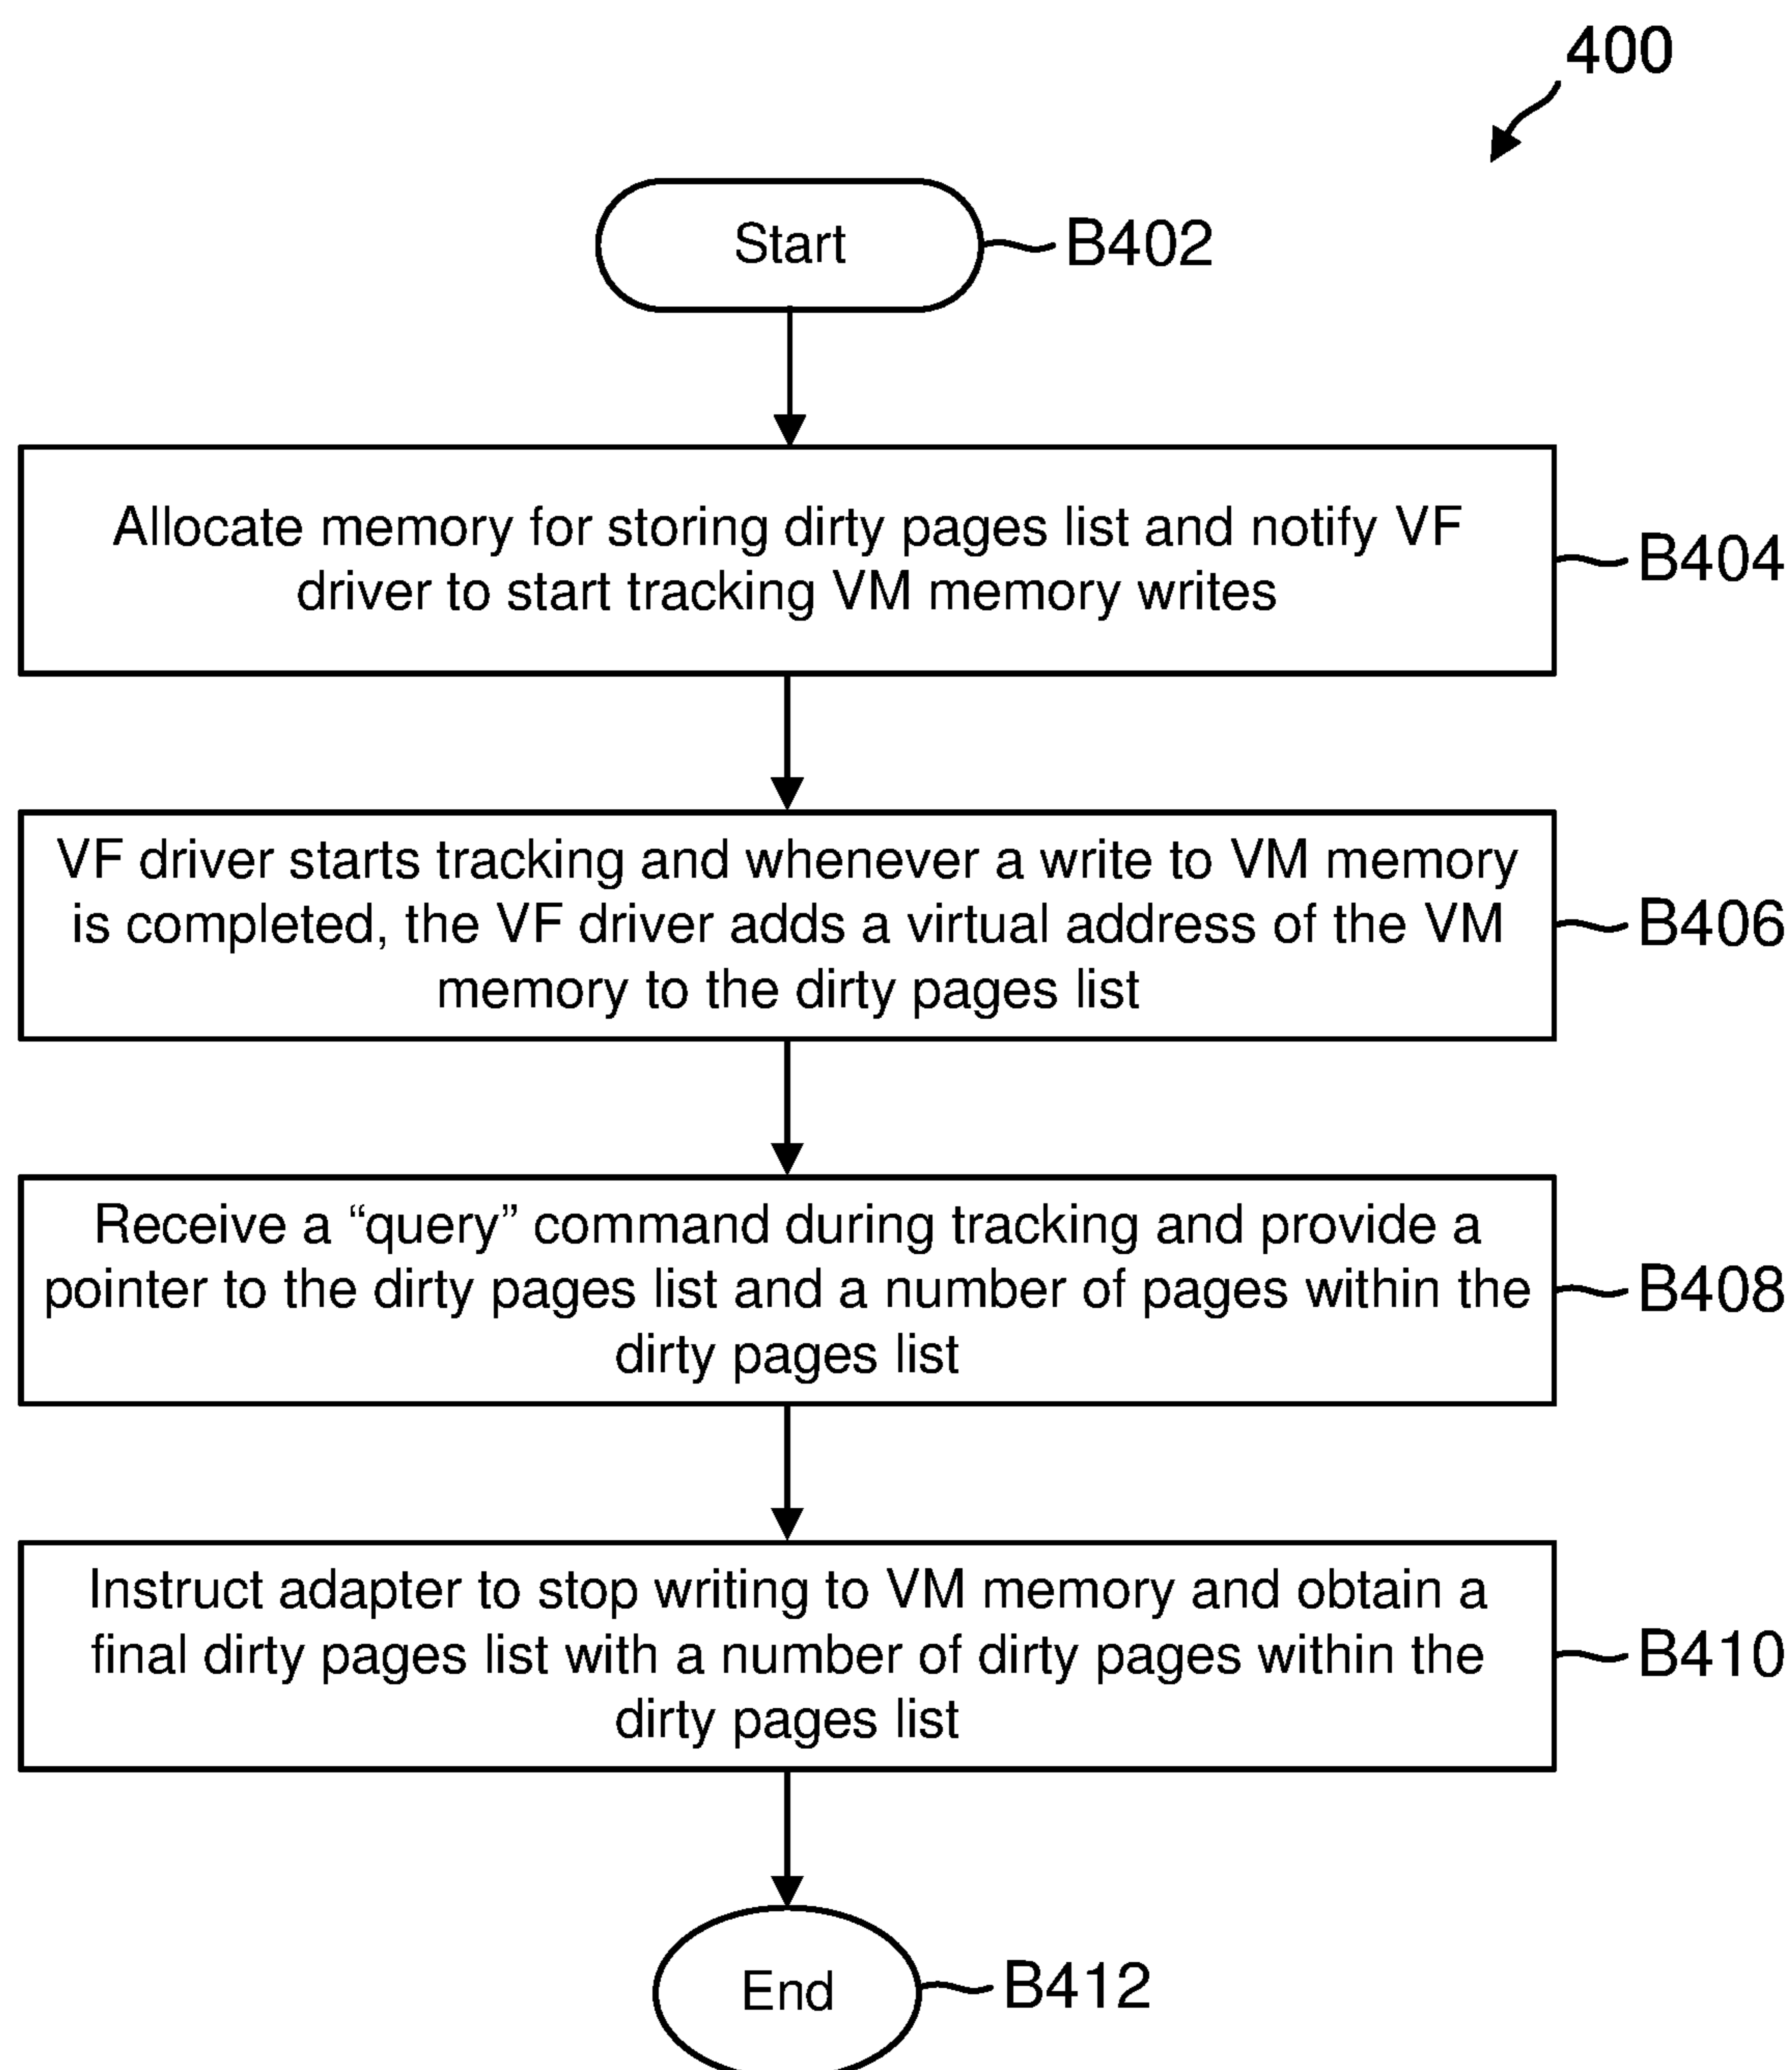 400
Start
B402
Allocate memory for storing dirty pages list and notify VF
driver to start tracking VM memory writes
B404
VF driver starts tracking and whenever a write to VM memory
is completed, the VF driver adds a virtual address of the VM
memory to the dirty pages list
B406
Receive a “query” command during tracking and provide a
pointer to the dirty pages list and a number of pages within the
dirty pages list
B408
Instruct adapter to stop writing to VM memory and obtain a
final dirty pages list with a number of dirty pages within the
dirty pages list
B410
End
B412